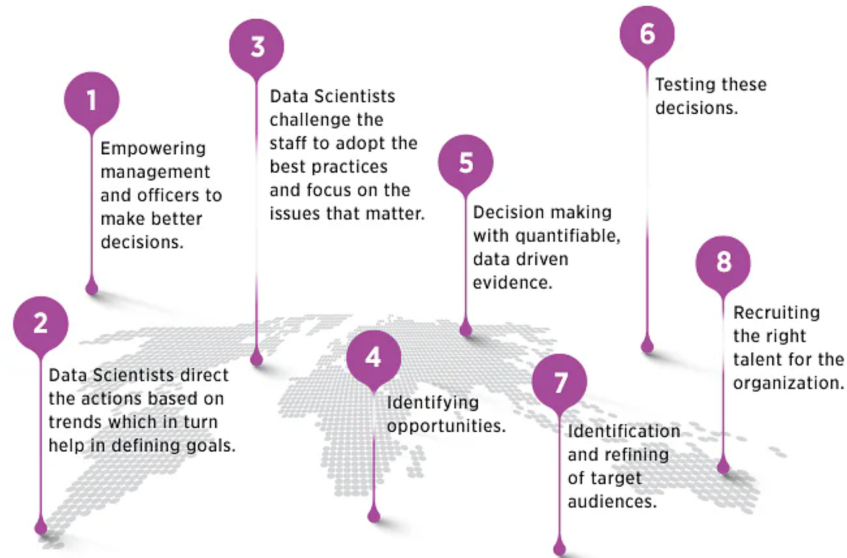 1
Empowering
management
and officers to
make better
decisions.
2
Data Scientists direct
the actions based on
trends which in turn
help in defining goals.
3
Data Scientists
challenge the
staff to adopt the
best practices
and focus on the
issues that matter.
4
Identifying
opportunities.
5
Decision making
with quantifiable,
data driven
evidence.
6
Testing these
decisions.
7
Identification
and refining
of target
audiences.
8
Recruiting
the right
talent for the
organization.